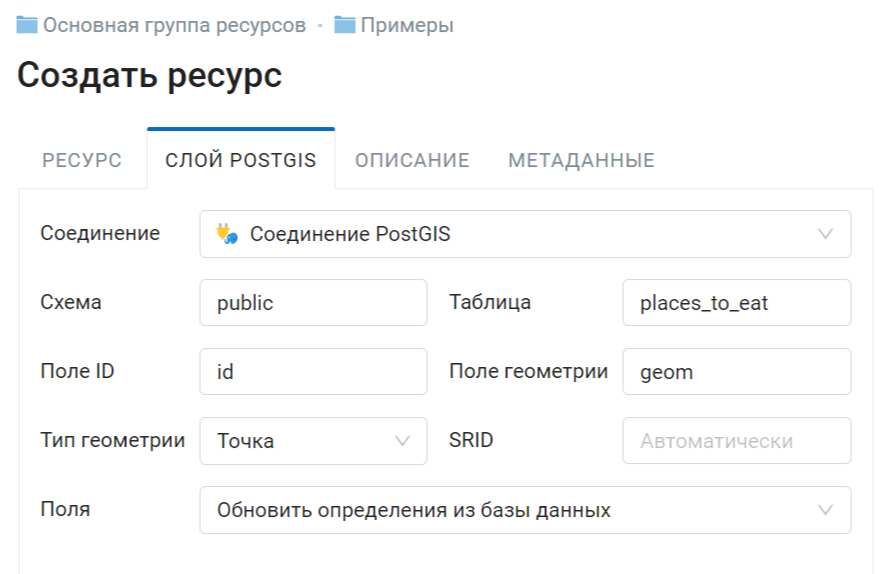 Основная группа ресурсов · Примеры
Создать ресурс
РЕСУРС СЛОЙ POSTGIS ОПИСАНИЕ МЕТАДАННЫЕ
Соединение Соединение PostGIS
Схема public Таблица places_to_eat
Поле ID id Поле геометрии geom
Тип геометрии Точка SRID Автоматически
Поля Обновить определения из базы данных